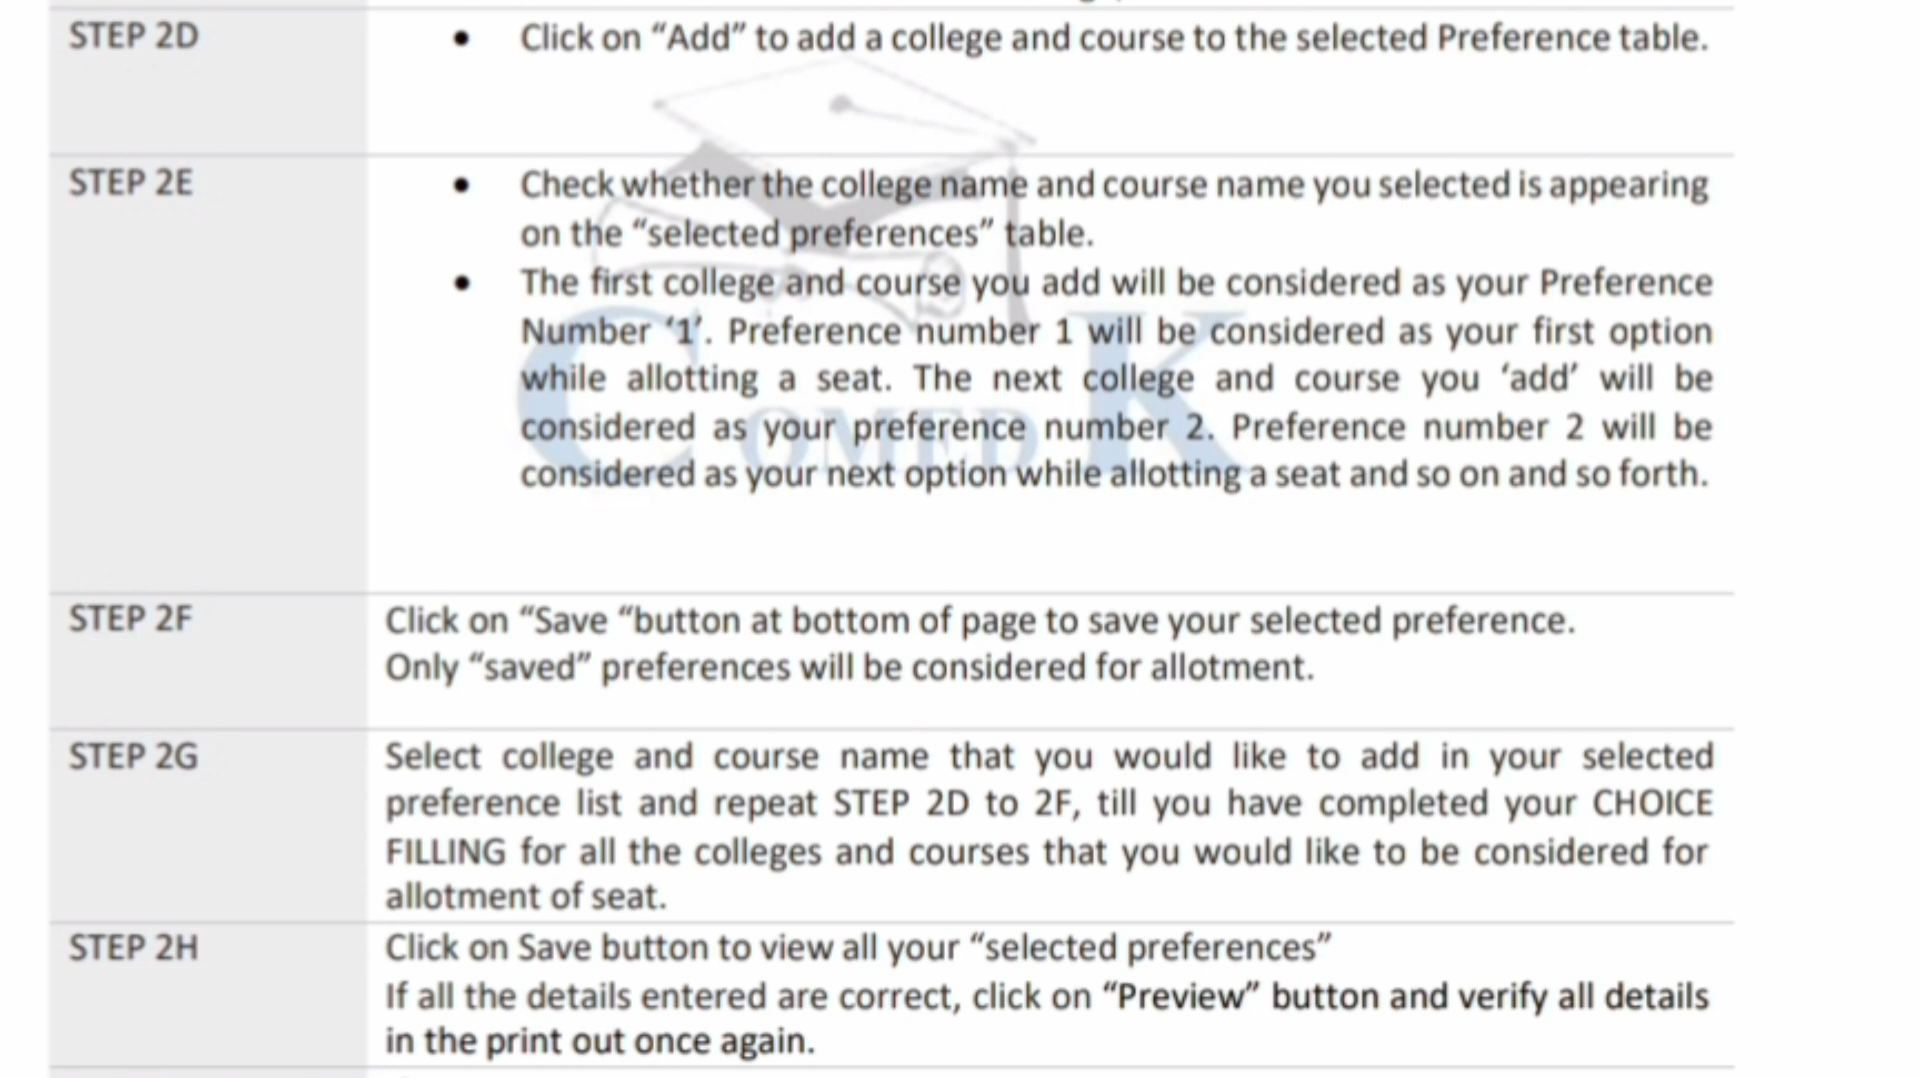 STEP 2D
• Click on “Add” to add a college and course to the selected Preference table.
STEP 2E
• Check whether the college name and course name you selected is appearing
on the “selected preferences” table.
• The first college and course you add will be considered as your Preference
Number ‘1’. Preference number 1 will be considered as your first option
while allotting a seat. The next college and course you ‘add’ will be
considered as your preference number 2. Preference number 2 will be
considered as your next option while allotting a seat and so on and so forth.
COMED K
STEP 2F
Click on “Save “button at bottom of page to save your selected preference.
Only “saved” preferences will be considered for allotment.
STEP 2G
Select college and course name that you would like to add in your selected
preference list and repeat STEP 2D to 2F, till you have completed your CHOICE
FILLING for all the colleges and courses that you would like to be considered for
allotment of seat.
STEP 2H
Click on Save button to view all your “selected preferences”
If all the details entered are correct, click on “Preview” button and verify all details
in the print out once again.